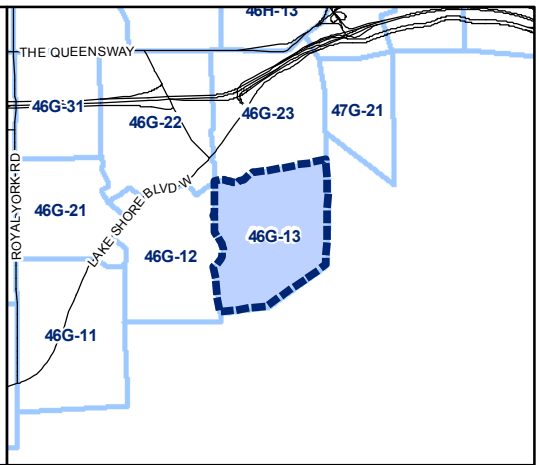 46H-13
THE QUEENSWAY
46G-31
46G-22
46G-23
47G-21
ROYAL YORK RD
46G-21
LAKE SHORE BLVD W
46G-13
46G-12
46G-11